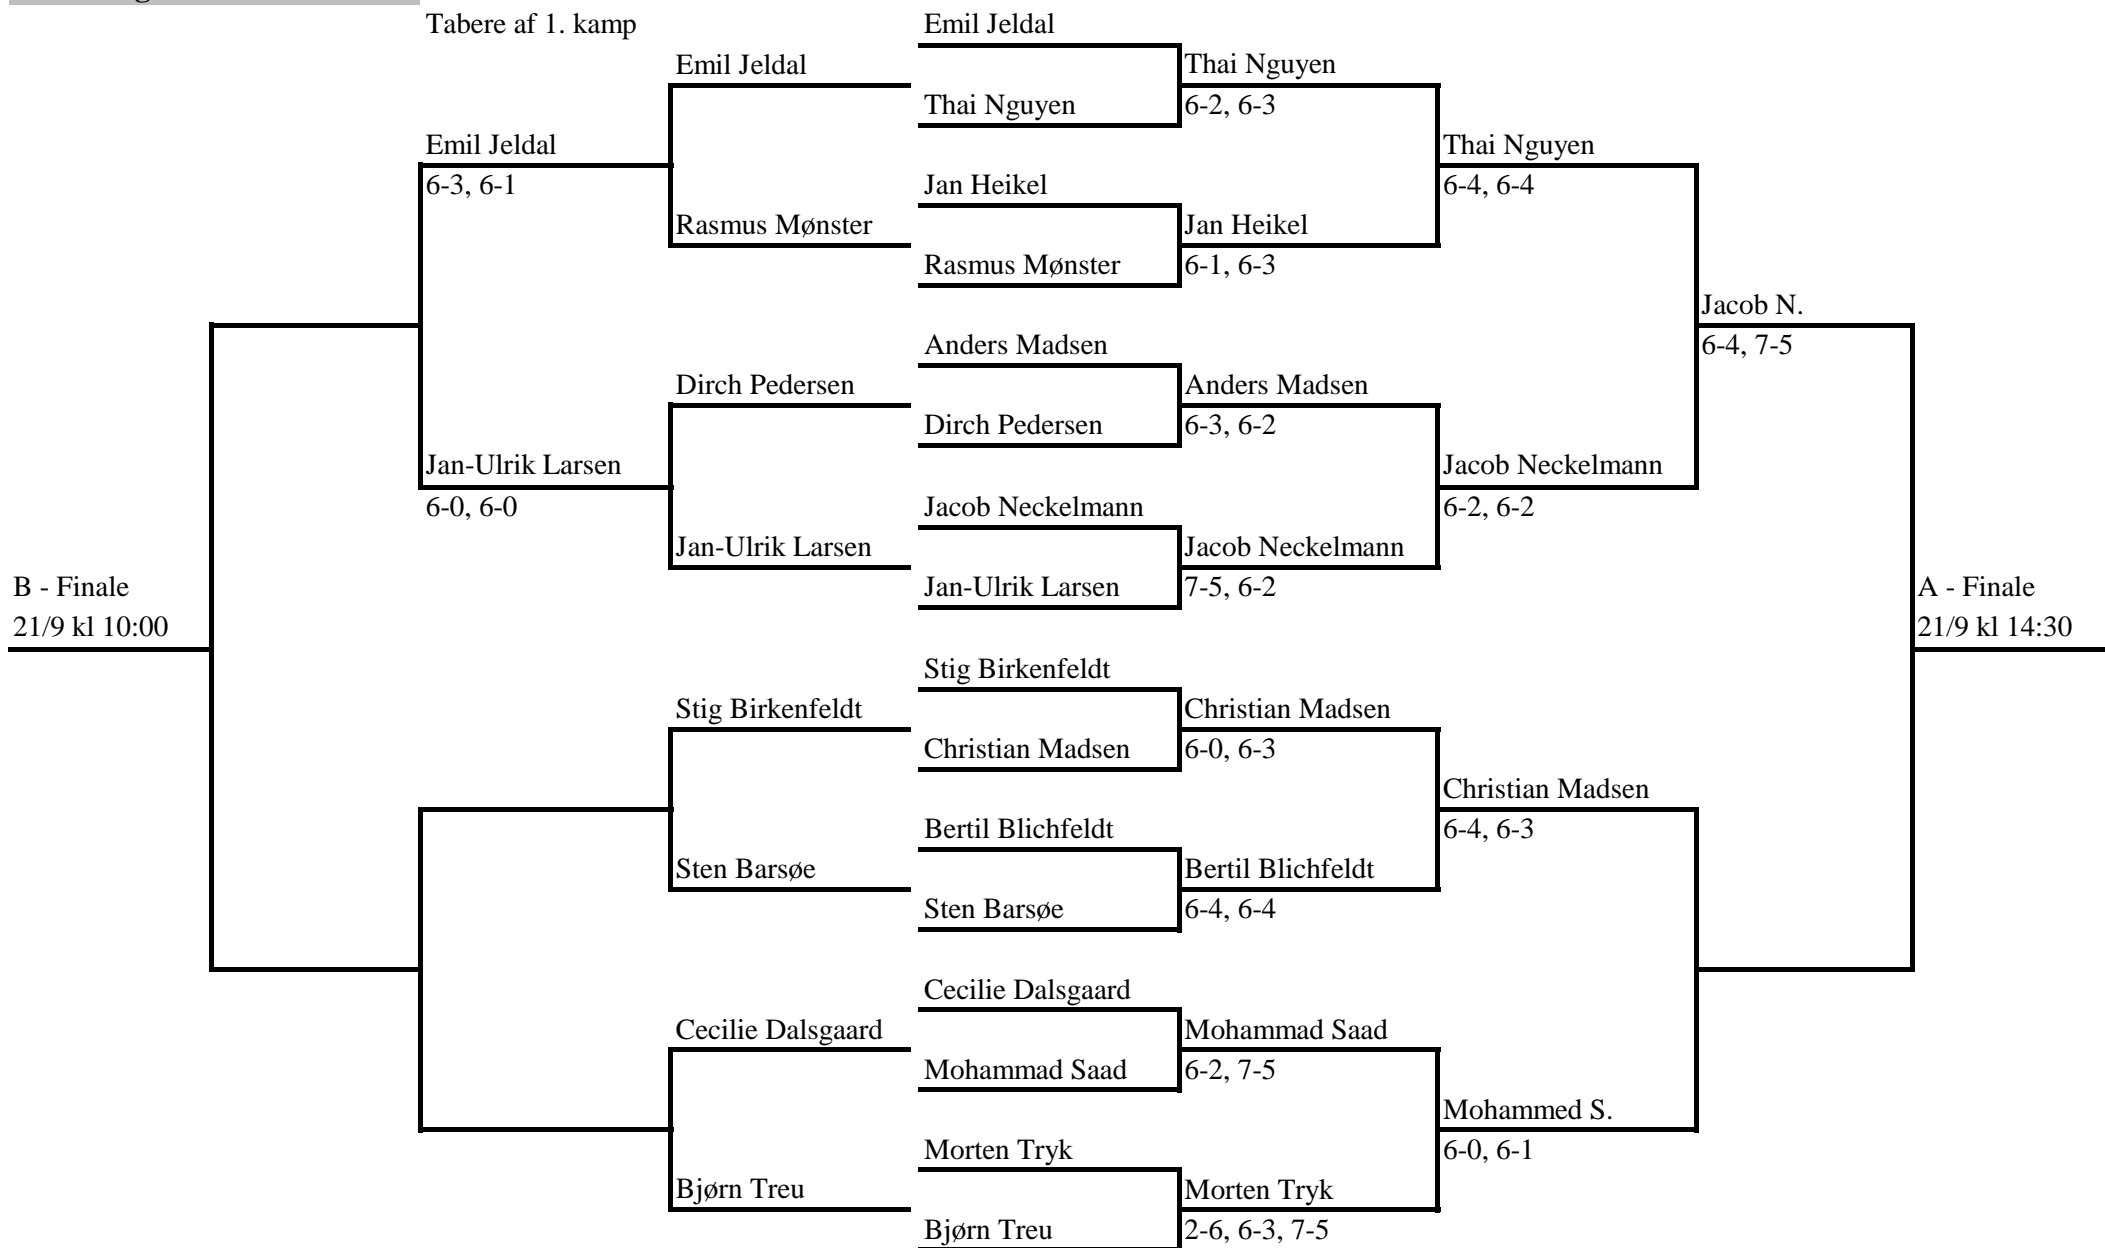 Tabere af 1. kamp
Emil Jeldal
Emil Jeldal
Thai Nguyen
Thai Nguyen
6-2, 6-3
Emil Jeldal
Thai Nguyen
6-3, 6-1
Jan Heikel
6-4, 6-4
Rasmus Mønster
Jan Heikel
Rasmus Mønster
6-1, 6-3
Jacob N.
Anders Madsen
6-4, 7-5
Dirch Pedersen
Anders Madsen
Dirch Pedersen
6-3, 6-2
Jan-Ulrik Larsen
Jacob Neckelmann
6-0, 6-0
Jacob Neckelmann
6-2, 6-2
Jan-Ulrik Larsen
Jacob Neckelmann
B - Finale
Jan-Ulrik Larsen
7-5, 6-2
A - Finale
21/9 kl 10:00
21/9 kl 14:30
Stig Birkenfeldt
Stig Birkenfeldt
Christian Madsen
Christian Madsen
6-0, 6-3
Christian Madsen
Bertil Blichfeldt
6-4, 6-3
Sten Barsøe
Bertil Blichfeldt
Sten Barsøe
6-4, 6-4
Cecilie Dalsgaard
Cecilie Dalsgaard
Mohammad Saad
Mohammad Saad
6-2, 7-5
Mohammed S.
Morten Tryk
6-0, 6-1
Bjørn Treu
Morten Tryk
Bjørn Treu
2-6, 6-3, 7-5